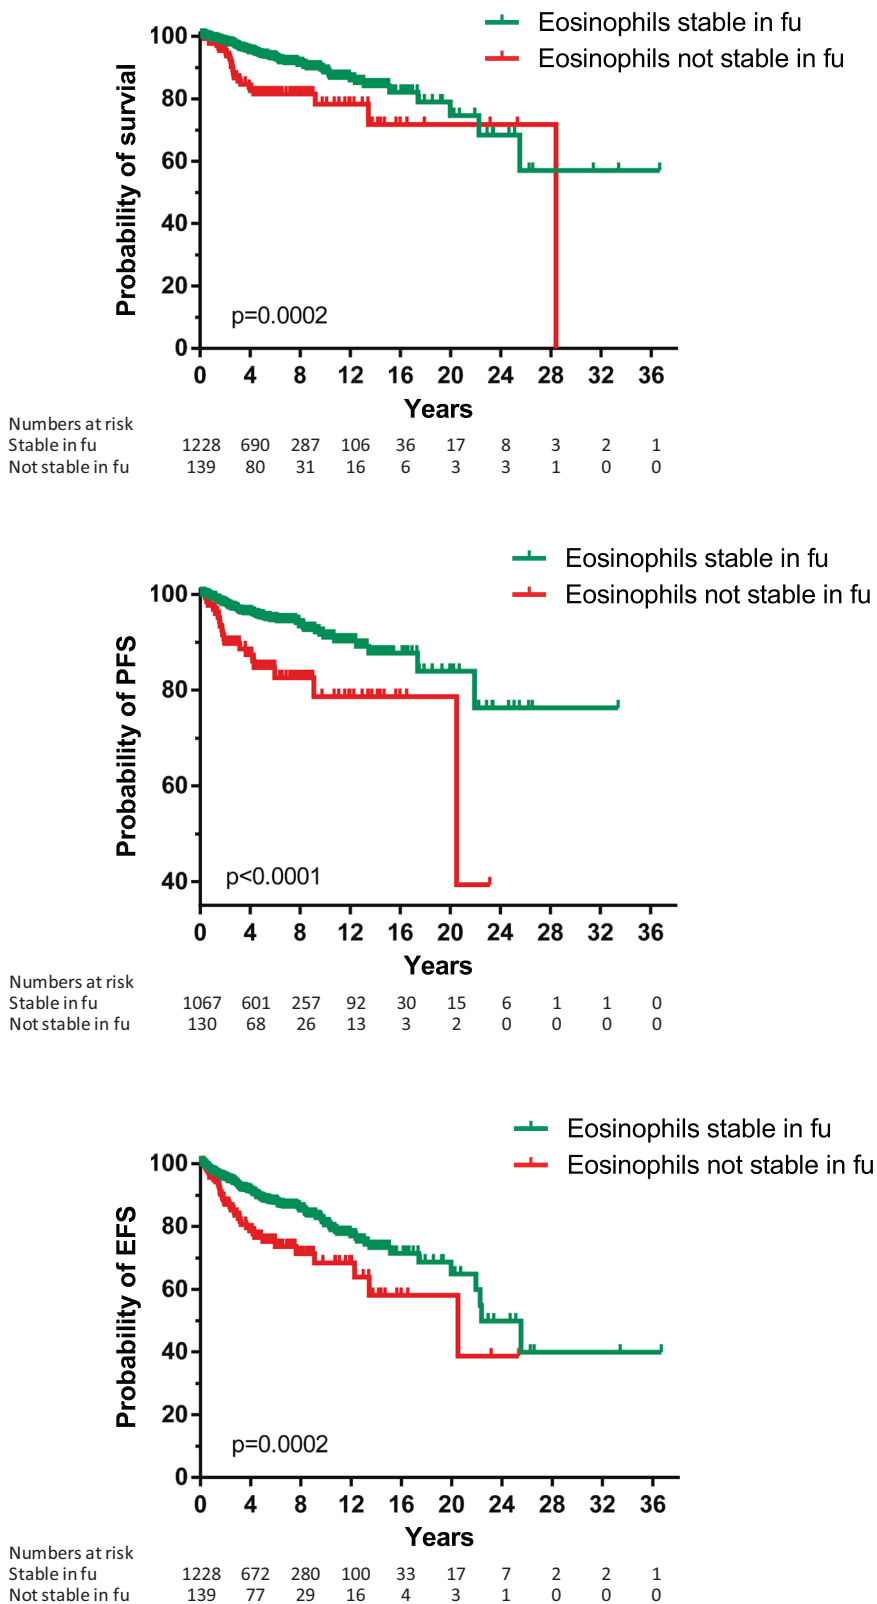 Eosinophils stable in fu
Eosinophils not stable in fu
Probability of survial
100
80
60
40
20
0
p=0.0002
0 4 8 12 16 20 24 28 32 36
Years
Numbers at risk
Stable in fu 1228 690 287 106 36 17 8 3 2 1
Not stable in fu 139 80 31 16 6 3 3 1 0 0
Eosinophils stable in fu
Eosinophils not stable in fu
Probability of PFS
100
80
60
40
p<0.0001
0 4 8 12 16 20 24 28 32 36
Years
Numbers at risk
Stable in fu 1067 601 257 92 30 15 6 1 1 0
Not stable in fu 130 68 26 13 3 2 0 0 0 0
Eosinophils stable in fu
Eosinophils not stable in fu
Probability of EFS
100
80
60
40
20
0
p=0.0002
0 4 8 12 16 20 24 28 32 36
Years
Numbers at risk
Stable in fu 1228 672 280 100 33 17 7 2 2 1
Not stable in fu 139 77 29 16 4 3 1 0 0 0